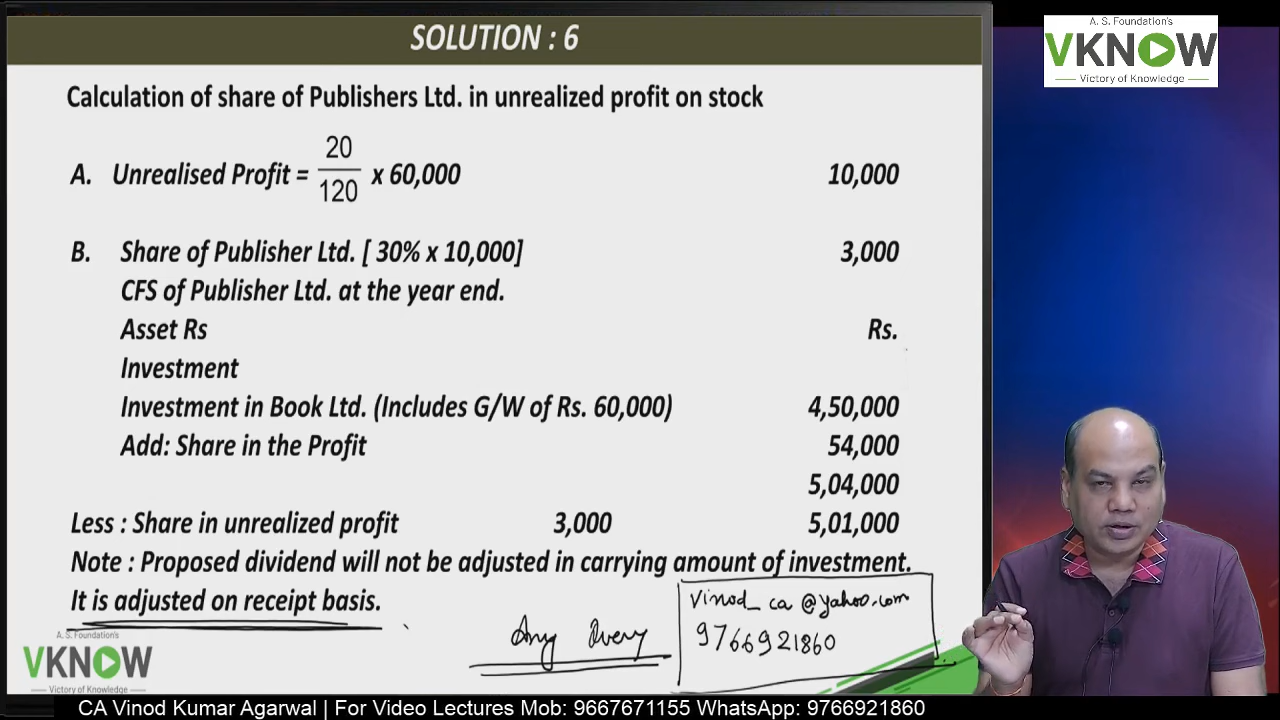 SOLUTION : 6
A. S. Foundation's
VKNOW
Victory of Knowledge
Calculation of share of Publishers Ltd. in unrealized profit on stock
A. Unrealised Profit = 20/120 x 60,000 10,000
B. Share of Publisher Ltd. [ 30% x 10,000] 3,000
CFS of Publisher Ltd. at the year end.
Asset Rs Rs.
Investment
Investment in Book Ltd. (Includes G/W of Rs. 60,000) 4,50,000
Add: Share in the Profit 54,000
5,04,000
Less : Share in unrealized profit 3,000 5,01,000
Note : Proposed dividend will not be adjusted in carrying amount of investment.
It is adjusted on receipt basis.
Vinod_ca@yahoo.com
Any Query 9766921860
A. S. Foundation's
VKNOW
Victory of Knowledge
CA Vinod Kumar Agarwal | For Video Lectures Mob: 9667671155 WhatsApp: 9766921860